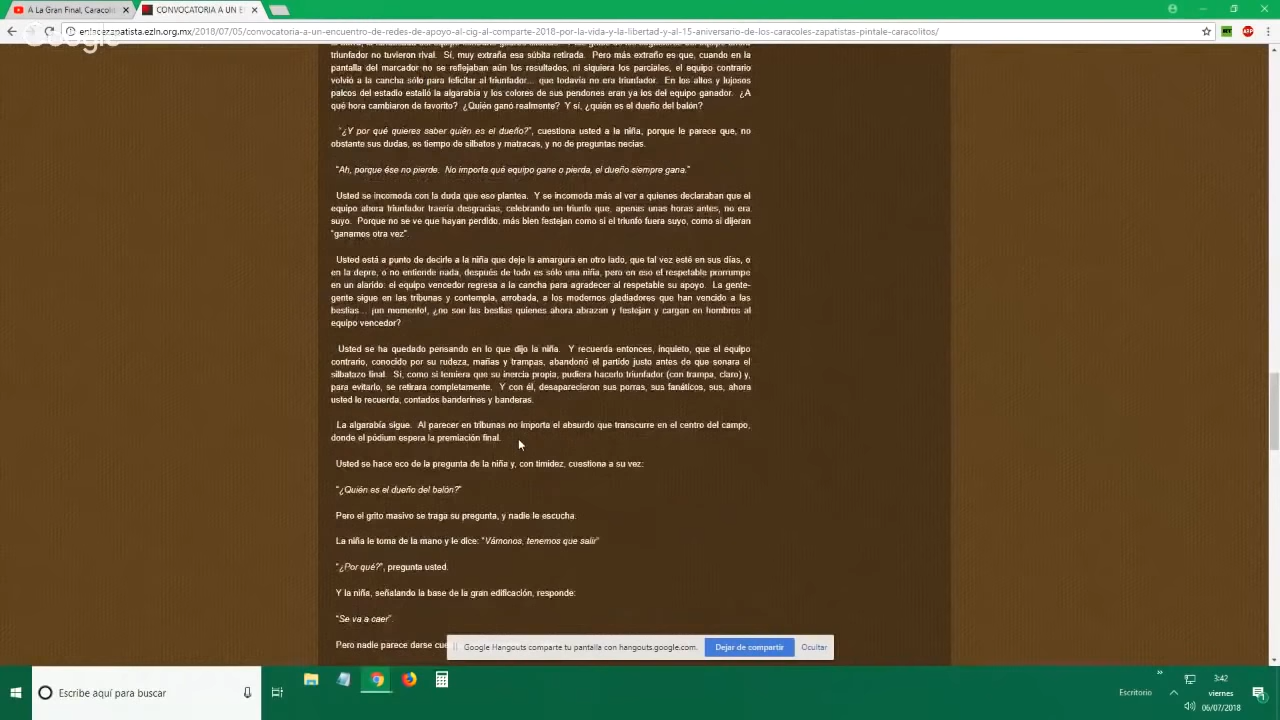 A La Gran Final, Caracolit
CONVOCATORIA A UN E
enlacezapatista.ezln.org.mx/2018/07/05/convocatoria-a-un-encuentro-de-redes-de-apoyo-al-cig-al-comparte-2018-por-la-vida-y-la-libertad-y-al-15-aniversario-de-los-caracoles-zapatistas-pintale-caracolitos/
Google
triunfador no tuvieron rival. Sí, muy extraña esa súbita retirada. Pero más extraño es que, cuando en la
pantalla del marcador no se reflejaban aún los resultados, ni siquiera los parciales, el equipo contrario
volvió a la cancha sólo para felicitar al triunfador... que todavía no era triunfador. En los altos y lujosos
palcos del estadio estalló la algarabía y los colores de sus pendones eran ya los del equipo ganador. ¿A
qué hora cambiaron de favorito? ¿Quién ganó realmente? Y sí, ¿quién es el dueño del balón?
"¿Y por qué quieres saber quién es el dueño?", cuestiona usted a la niña, porque le parece que, no
obstante sus dudas, es tiempo de silbatos y matracas, y no de preguntas necias.
"Ah, porque ése no pierde. No importa qué equipo gane o pierda, el dueño siempre gana."
Usted se incomoda con la duda que eso plantea. Y se incomoda más al ver a quienes declaraban que el
equipo ahora triunfador traería desgracias, celebrando un triunfo que, apenas unas horas antes, no era
suyo. Porque no se ve que hayan perdido, más bien festejan como si el triunfo fuera suyo, como si dijeran
"ganamos otra vez".
Usted está a punto de decirle a la niña que deje la amargura en otro lado, que tal vez esté en sus días, o
en la depre, o no entiende nada, después de todo es sólo una niña, pero en eso el respetable prorrumpe
en un alarido: el equipo vencedor regresa a la cancha para agradecer al respetable su apoyo. La gente-
gente sigue en las tribunas y contempla, arrobada, a los modernos gladiadores que han vencido a las
bestias... ¡un momento!, ¿no son las bestias quienes ahora abrazan y festejan y cargan en hombros al
equipo vencedor?
Usted se ha quedado pensando en lo que dijo la niña. Y recuerda entonces, inquieto, que el equipo
contrario, conocido por su rudeza, mañas y trampas, abandonó el partido justo antes de que sonara el
silbatazo final. Sí, como si temiera que su inercia propia, pudiera hacerlo triunfador (con trampa, claro) y,
para evitarlo, se retirara completamente. Y con él, desaparecieron sus porras, sus fanáticos, sus, ahora
usted lo recuerda, contados banderines y banderas.
La algarabía sigue. Al parecer en tribunas no importa el absurdo que transcurre en el centro del campo,
donde el pódium espera la premiación final.
Usted se hace eco de la pregunta de la niña y, con timidez, cuestiona a su vez:
"¿Quién es el dueño del balón?"
Pero el grito masivo se traga su pregunta, y nadie le escucha.
La niña le toma de la mano y le dice: "Vámonos, tenemos que salir"
"¿Por qué?", pregunta usted.
Y la niña, señalando la base de la gran edificación, responde:
"Se va a caer".
Pero nadie parece darse cue
Google Hangouts comparte tu pantalla con hangouts.google.com.
Dejar de compartir
Ocultar
Escribe aquí para buscar
Escritorio
3:42
viernes
06/07/2018